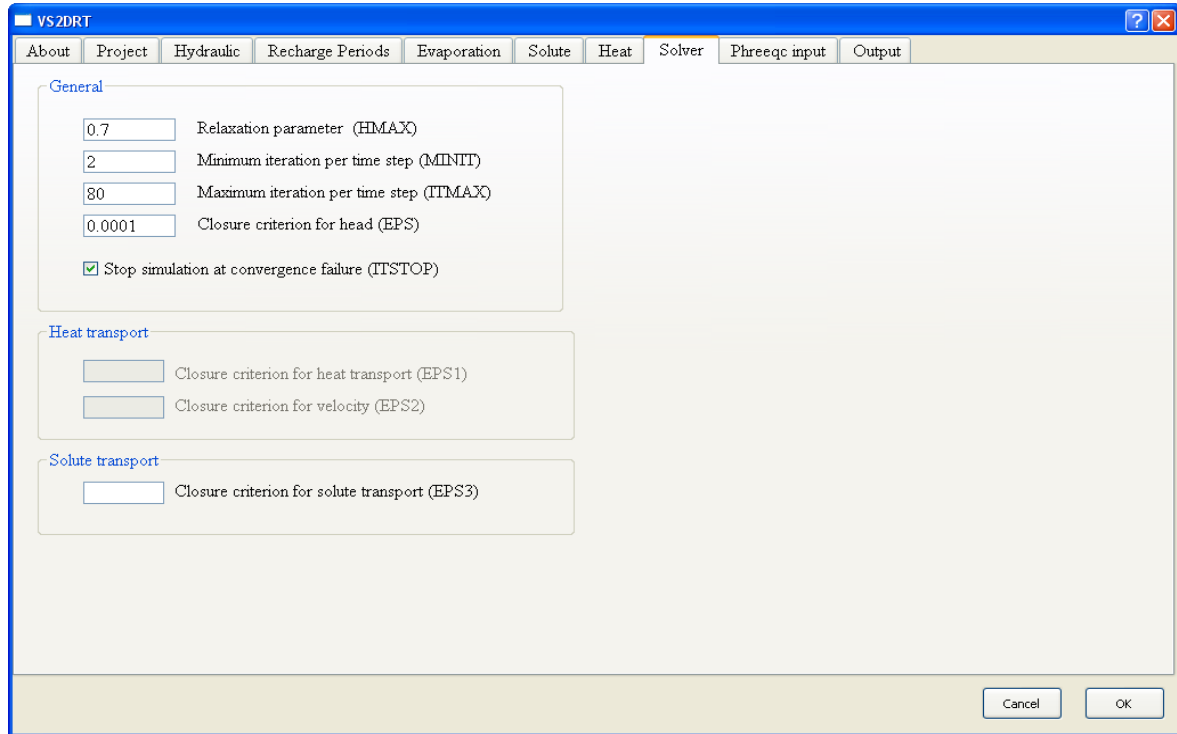 VS2DRT
About Project Hydraulic Recharge Periods Evaporation Solute Heat Solver Phreeqc input Output
General
0.7 Relaxation parameter (HMAX)
2 Minimum iteration per time step (MINIT)
80 Maximum iteration per time step (ITMAX)
0.0001 Closure criterion for head (EPS)
Stop simulation at convergence failure (ITSTOP)
Heat transport
Closure criterion for heat transport (EPS1)
Closure criterion for velocity (EPS2)
Solute transport
Closure criterion for solute transport (EPS3)
Cancel OK